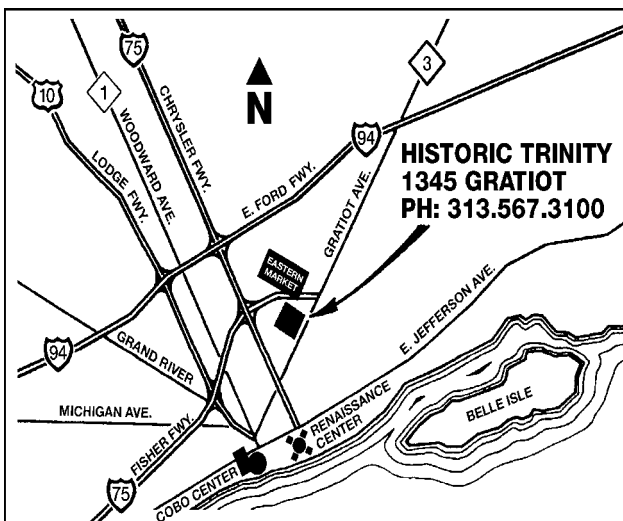 75
10
1
3
N
94
WOODWARD AVE.
CHRYSLER FWY.
LODGE FWY.
E. FORD FWY.
HISTORIC TRINITY
1345 GRATIOT
PH: 313.567.3100
GRATIOT AVE.
EASTERN
MARKET
E. JEFFERSON AVE.
94
GRAND RIVER
MICHIGAN AVE.
FISHER FWY.
RENAISSANCE
CENTER
BELLE ISLE
COBO CENTER
75